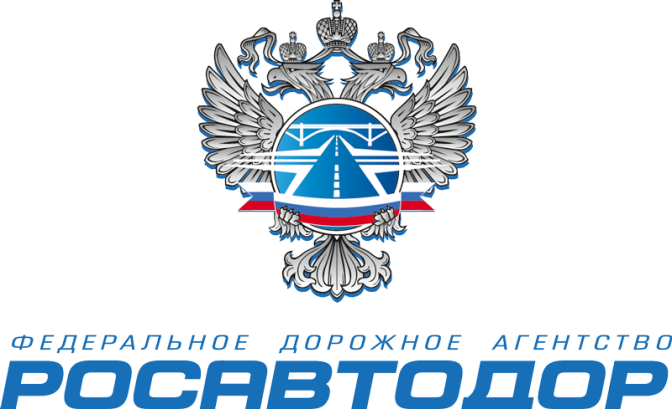 ФЕДЕРАЛЬНОЕ ДОРОЖНОЕ АГЕНТСТВО
РОСАВТОДОР